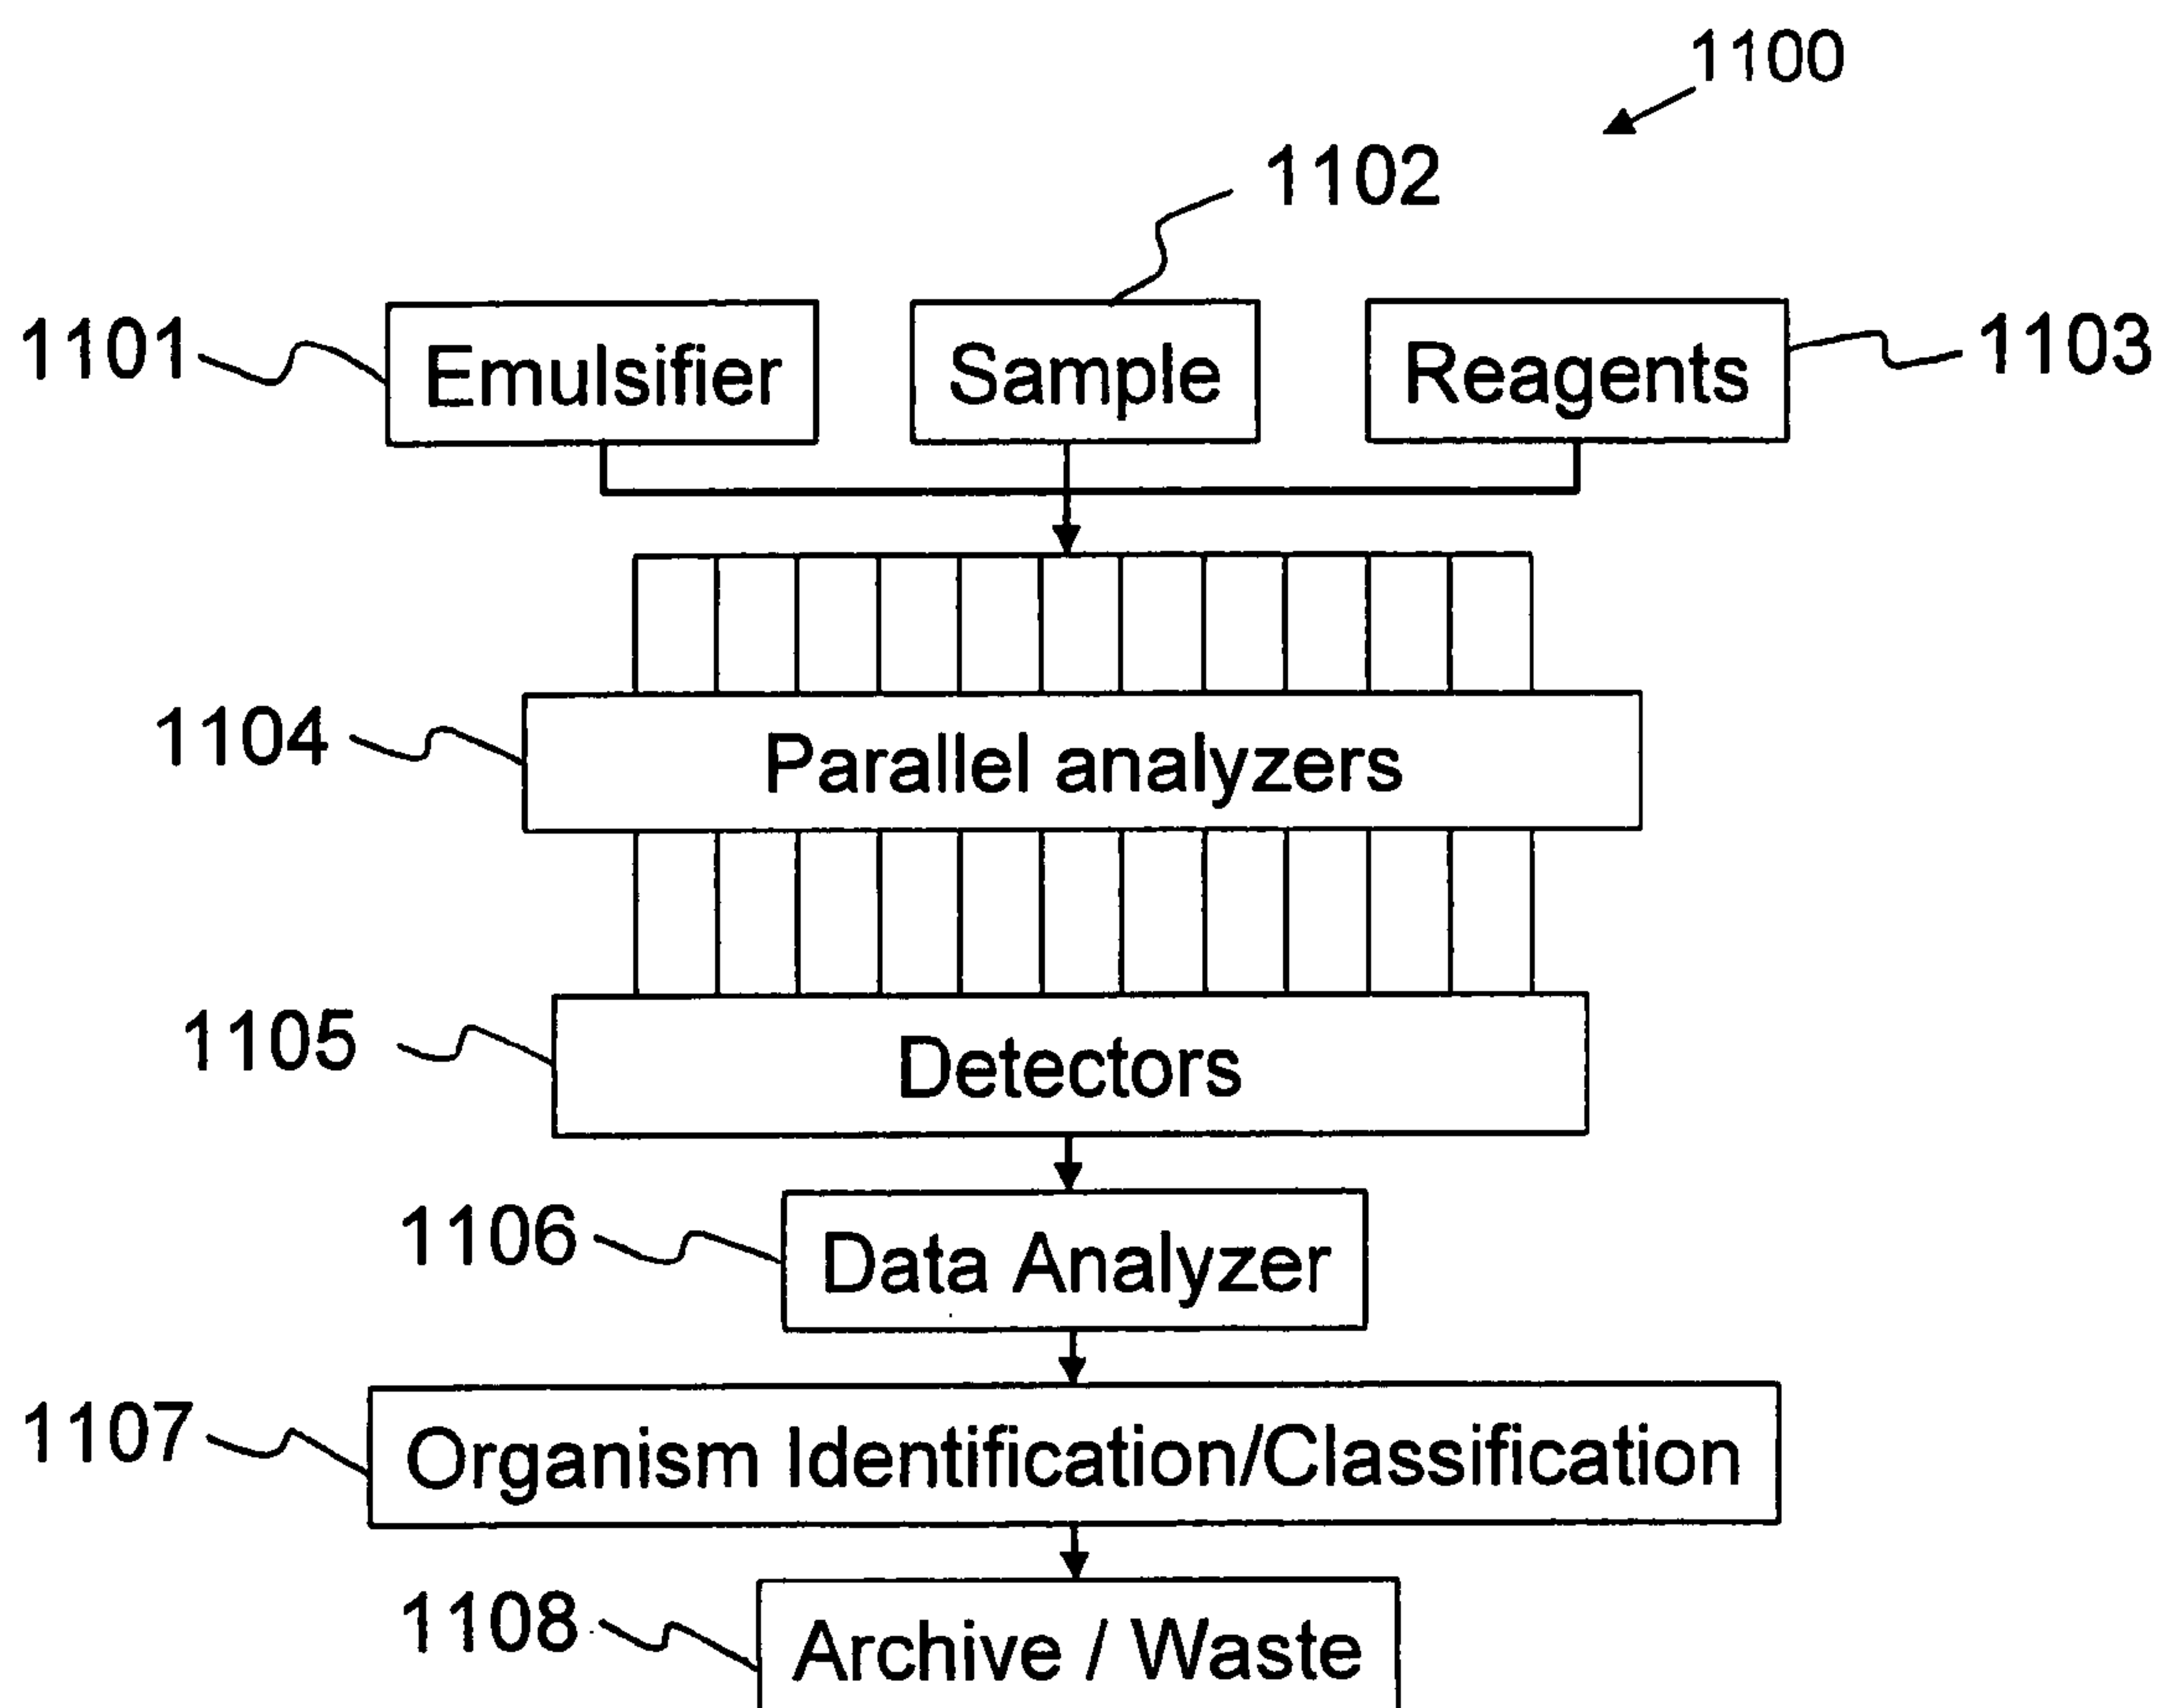 1100
1102
1101 Emulsifier Sample Reagents 1103
1104 Parallel analyzers
1105 Detectors
1106 Data Analyzer
1107 Organism Identification/Classification
1108 Archive / Waste